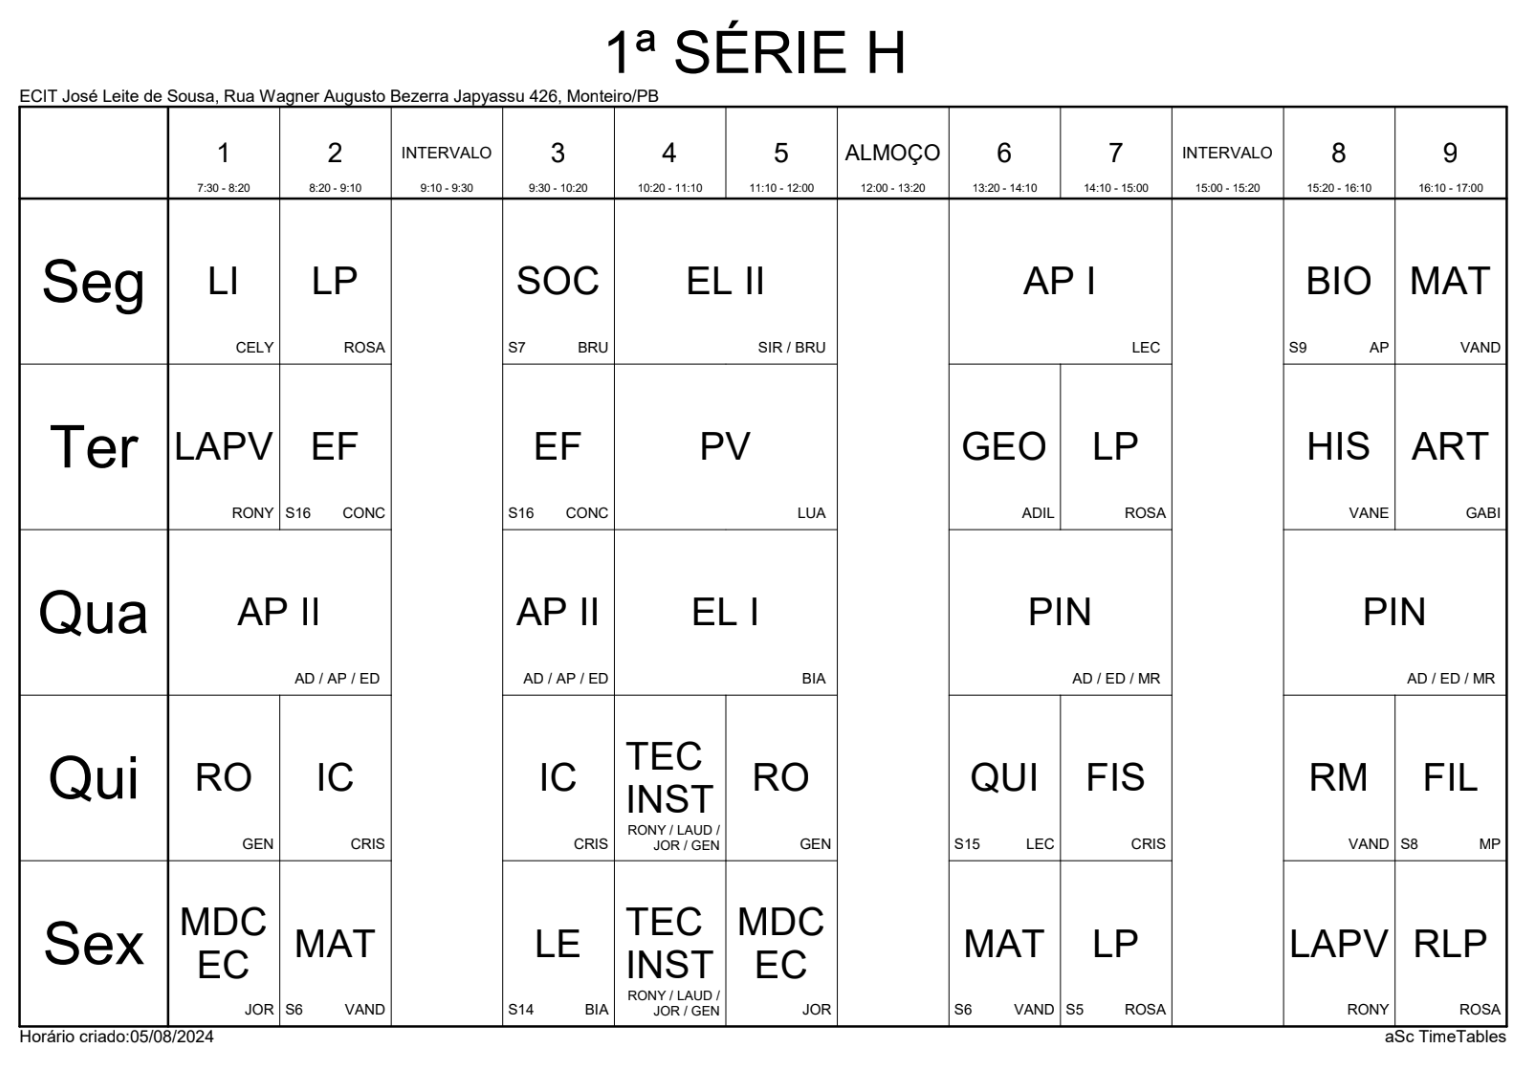 1ª SÉRIE H
ECIT José Leite de Sousa, Rua Wagner Augusto Bezerra Japyassu 426, Monteiro/PB
1 2 INTERVALO 3 4 5 ALMOÇO 6 7 INTERVALO 8 9
7:30 - 8:20 8:20 - 9:10 9:10 - 9:30 9:30 - 10:20 10:20 - 11:10 11:10 - 12:00 12:00 - 13:20 13:20 - 14:10 14:10 - 15:00 15:00 - 15:20 15:20 - 16:10 16:10 - 17:00
Seg LI LP SOC EL II AP I BIO MAT
CELY ROSA S7 BRU SIR / BRU LEC S9 AP VAND
Ter LAPV EF EF PV GEO LP HIS ART
RONY S16 CONC S16 CONC LUA ADIL ROSA VANE GABI
Qua AP II AP II EL I PIN PIN
AD / AP / ED AD / AP / ED BIA AD / ED / MR AD / ED / MR
Qui RO IC IC TEC INST RO QUI FIS RM FIL
GEN CRIS CRIS RONY / LAUD / JOR / GEN GEN S15 LEC CRIS VAND S8 MP
Sex MDC EC MAT LE TEC INST MDC EC MAT LP LAPV RLP
JOR S6 VAND S14 BIA RONY / LAUD / JOR / GEN JOR S6 VAND S5 ROSA RONY ROSA
Horário criado:05/08/2024 aSc TimeTables